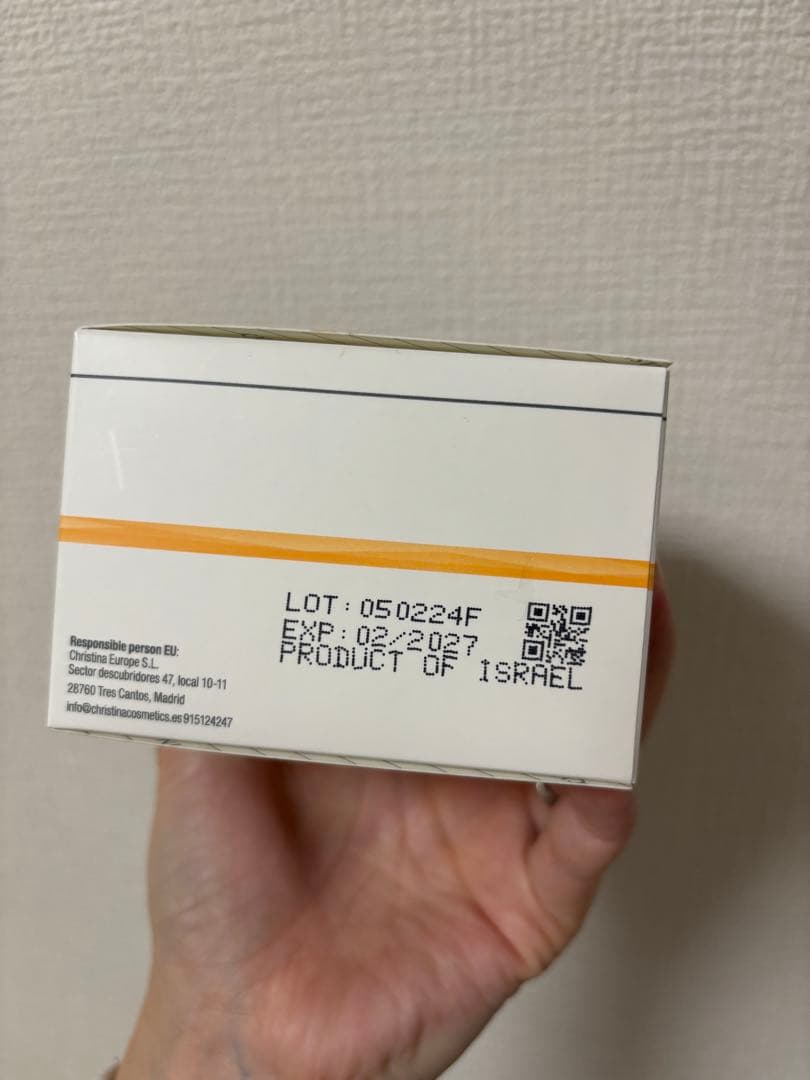 LOT:050224F
EXP:02/2027
PRODUCT OF ISRAEL
Responsible person EU:
Christina Europe S.L.
Sector descubridores 47, local 10-11
28760 Tres Cantos, Madrid
info@christinacosmetics.es 915124247